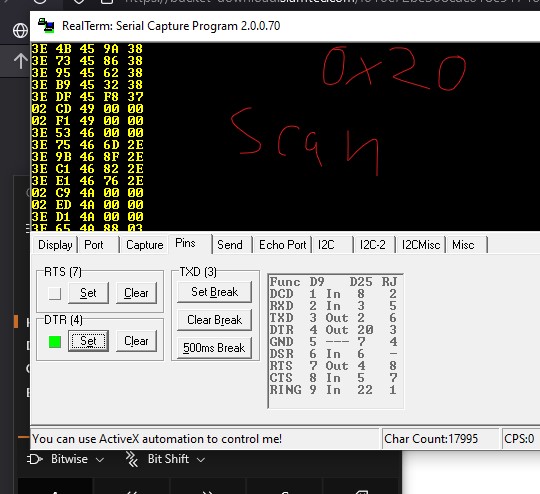 RealTerm: Serial Capture Program 2.0.0.70
3E 4B 45 9A 38
3E 73 45 86 38
3E 95 45 62 38
3E B9 45 32 38
3E DF 45 F8 37
02 CD 49 00 00
02 F1 49 00 00
3E 53 46 00 00
3E 75 46 6D 2E
3E 9B 46 8F 2E
3E C1 46 82 2E
3E E1 46 76 2E
02 C9 4A 00 00
02 ED 4A 00 00
3E D1 4A 00 00
3E 65 4A 88 03
0x20
Scan
Display Port Capture Pins Send Echo Port I2C I2C-2 I2CMisc Misc
RTS (7)
Set Clear
DTR (4)
Set Clear
TXD (3)
Set Break
Clear Break
500ms Break
Func D9 D25 RJ
DCD 1 In 8 2
RXD 2 In 3 5
TXD 3 Out 2 6
DTR 4 Out 20 3
GND 5 --- 7 4
DSR 6 In 6 -
RTS 7 Out 4 8
CTS 8 In 5 7
RING 9 In 22 1
You can use ActiveX automation to control me! Char Count:17995 CPS:0
Bitwise Bit Shift